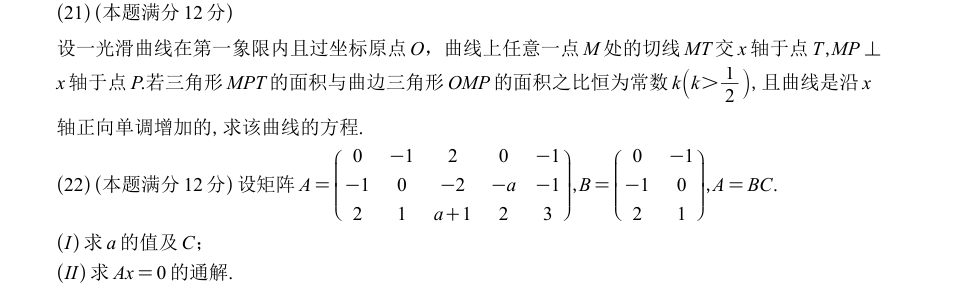 (21) (本题满分 12 分)
设一光滑曲线在第一象限内且过坐标原点 O，曲线上任意一点 M 处的切线 MT 交 x 轴于点 T,MP⊥
x 轴于点 P.若三角形 MPT 的面积与曲边三角形 OMP 的面积之比恒为常数 k(k>1/2), 且曲线是沿 x
轴正向单调增加的, 求该曲线的方程.
(22) (本题满分 12 分) 设矩阵 A=(0 −1 2 0 −1; −1 0 −2 −a −1; 2 1 a+1 2 3),B=(0 −1; −1 0; 2 1),A=BC.
(I) 求 a 的值及 C；
(II) 求 Ax=0 的通解.